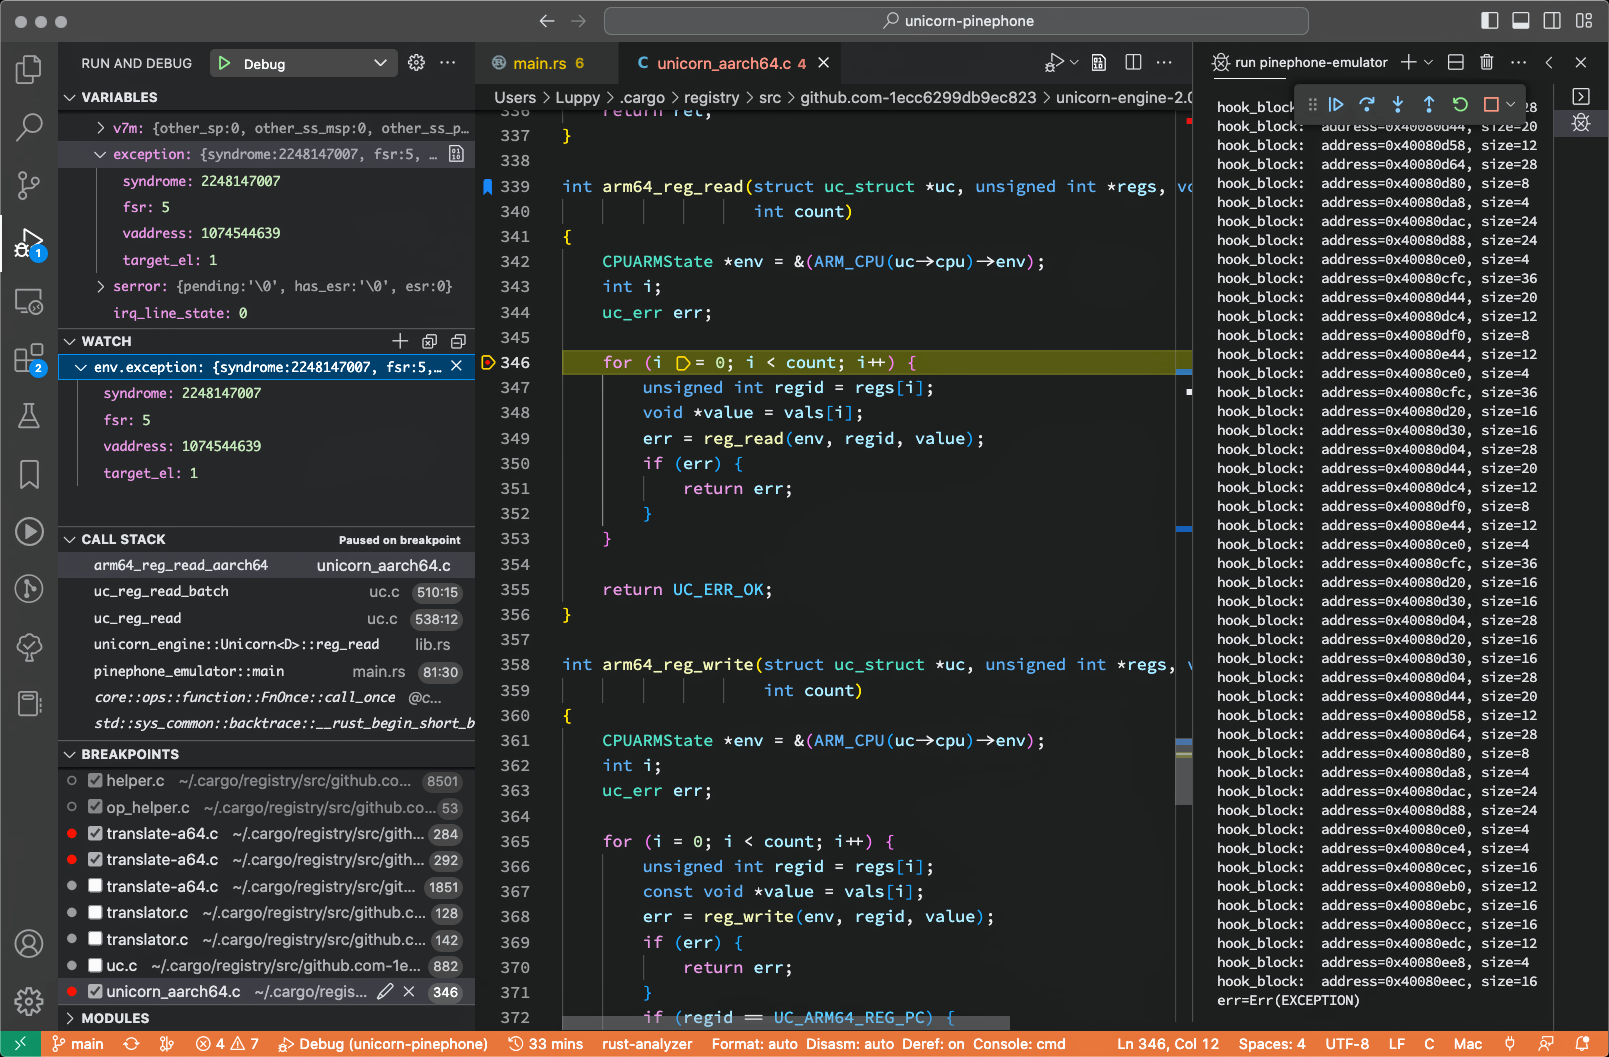 unicorn-pinephone
RUN AND DEBUG
Debug
VARIABLES
v7m: {other_sp:0, other_ss_msp:0, other_ss_p…
exception: {syndrome:2248147007, fsr:5, …
syndrome: 2248147007
fsr: 5
vaddress: 1074544639
target_el: 1
serror: {pending:'\0', has_esr:'\0', esr:0}
irq_line_state: 0
WATCH
env.exception: {syndrome:2248147007, fsr:5,…
syndrome: 2248147007
fsr: 5
vaddress: 1074544639
target_el: 1
CALL STACK Paused on breakpoint
arm64_reg_read_aarch64 unicorn_aarch64.c
uc_reg_read_batch uc.c 510:15
uc_reg_read uc.c 538:12
unicorn_engine::Unicorn<D>::reg_read lib.rs
pinephone_emulator::main main.rs 81:30
core::ops::function::FnOnce::call_once @c…
std::sys_common::backtrace::__rust_begin_short_b
BREAKPOINTS
helper.c ~/.cargo/registry/src/github.co… 8501
op_helper.c ~/.cargo/registry/src/github.co… 53
translate-a64.c ~/.cargo/registry/src/gith… 284
translate-a64.c ~/.cargo/registry/src/gith… 292
translate-a64.c ~/.cargo/registry/src/git… 1851
translator.c ~/.cargo/registry/src/github.c… 128
translator.c ~/.cargo/registry/src/github.c… 142
uc.c ~/.cargo/registry/src/github.com-1e… 882
unicorn_aarch64.c ~/.cargo/regis… 346
MODULES
1
2
main.rs 6
C unicorn_aarch64.c 4
Users > Luppy > .cargo > registry > src > github.com-1ecc6299db9ec823 > unicorn-engine-2.0
336 return ret;
337 }
338
339 int arm64_reg_read(struct uc_struct *uc, unsigned int *regs, vo
340 int count)
341 {
342 CPUARMState *env = &(ARM_CPU(uc->cpu)->env);
343 int i;
344 uc_err err;
345
346 for (i = 0; i < count; i++) {
347 unsigned int regid = regs[i];
348 void *value = vals[i];
349 err = reg_read(env, regid, value);
350 if (err) {
351 return err;
352 }
353 }
354
355 return UC_ERR_OK;
356 }
357
358 int arm64_reg_write(struct uc_struct *uc, unsigned int *regs, v
359 int count)
360 {
361 CPUARMState *env = &(ARM_CPU(uc->cpu)->env);
362 int i;
363 uc_err err;
364
365 for (i = 0; i < count; i++) {
366 unsigned int regid = regs[i];
367 const void *value = vals[i];
368 err = reg_write(env, regid, value);
369 if (err) {
370 return err;
371 }
372 if (regid == UC_ARM64_REG_PC) {
run pinephone-emulator
hook_block: 28
hook_block: address=0x40080d44, size=20
hook_block: address=0x40080d58, size=12
hook_block: address=0x40080d64, size=28
hook_block: address=0x40080d80, size=8
hook_block: address=0x40080da8, size=4
hook_block: address=0x40080dac, size=24
hook_block: address=0x40080d88, size=24
hook_block: address=0x40080ce0, size=4
hook_block: address=0x40080cfc, size=36
hook_block: address=0x40080d44, size=20
hook_block: address=0x40080dc4, size=12
hook_block: address=0x40080df0, size=8
hook_block: address=0x40080e44, size=12
hook_block: address=0x40080ce0, size=4
hook_block: address=0x40080cfc, size=36
hook_block: address=0x40080d20, size=16
hook_block: address=0x40080d30, size=16
hook_block: address=0x40080d04, size=28
hook_block: address=0x40080d44, size=20
hook_block: address=0x40080dc4, size=12
hook_block: address=0x40080df0, size=8
hook_block: address=0x40080e44, size=12
hook_block: address=0x40080ce0, size=4
hook_block: address=0x40080cfc, size=36
hook_block: address=0x40080d20, size=16
hook_block: address=0x40080d30, size=16
hook_block: address=0x40080d04, size=28
hook_block: address=0x40080d20, size=16
hook_block: address=0x40080d30, size=16
hook_block: address=0x40080d04, size=28
hook_block: address=0x40080d44, size=20
hook_block: address=0x40080d58, size=12
hook_block: address=0x40080d64, size=28
hook_block: address=0x40080d80, size=8
hook_block: address=0x40080da8, size=4
hook_block: address=0x40080dac, size=24
hook_block: address=0x40080d88, size=24
hook_block: address=0x40080ce0, size=4
hook_block: address=0x40080ce4, size=4
hook_block: address=0x40080cec, size=16
hook_block: address=0x40080eb0, size=12
hook_block: address=0x40080ebc, size=16
hook_block: address=0x40080ecc, size=16
hook_block: address=0x40080edc, size=12
hook_block: address=0x40080ee8, size=4
hook_block: address=0x40080eec, size=16
err=Err(EXCEPTION)
main 4 7 Debug (unicorn-pinephone) 33 mins rust-analyzer Format: auto Disasm: auto Deref: on Console: cmd Ln 346, Col 12 Spaces: 4 UTF-8 LF C Mac